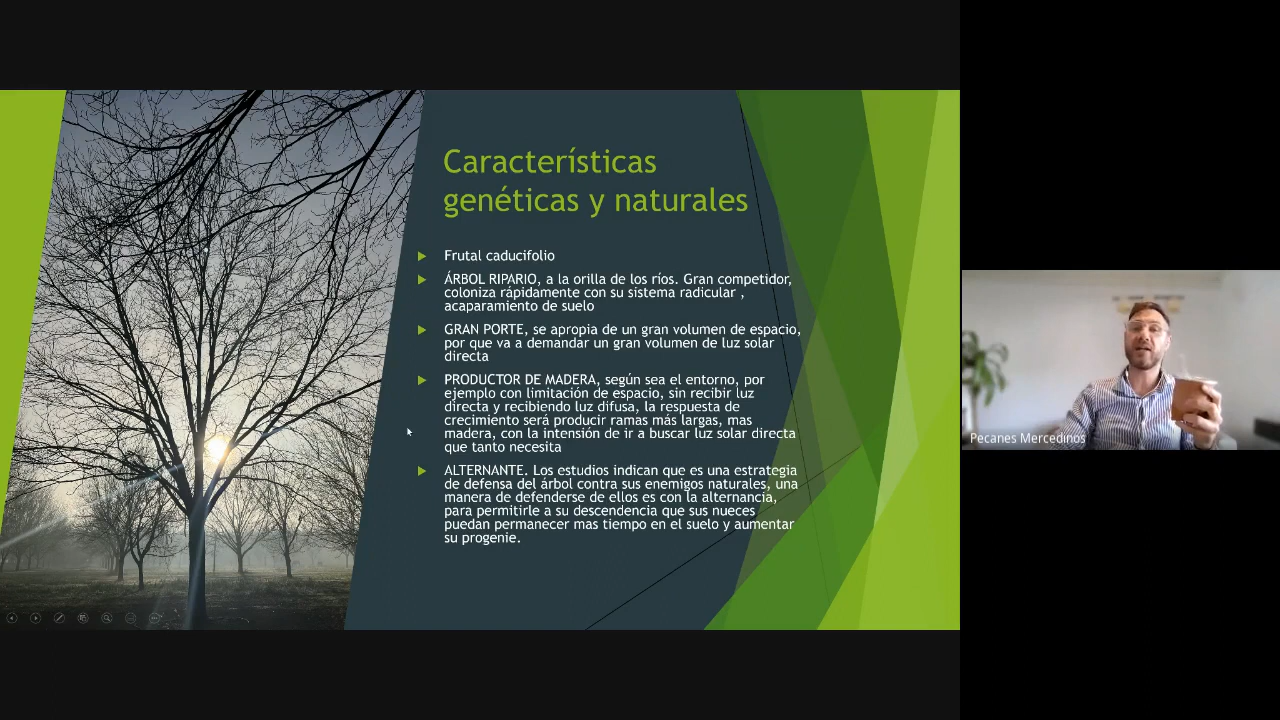 Características
genéticas y naturales
Frutal caducifolio
ÁRBOL RIPARIO, a la orilla de los ríos. Gran competidor,
coloniza rápidamente con su sistema radicular ,
acaparamiento de suelo
GRAN PORTE, se apropia de un gran volumen de espacio,
por que va a demandar un gran volumen de luz solar
directa
PRODUCTOR DE MADERA, según sea el entorno, por
ejemplo con limitación de espacio, sin recibir luz
directa y recibiendo luz difusa, la respuesta de
crecimiento será producir ramas más largas, mas
madera, con la intensión de ir a buscar luz solar directa
que tanto necesita
ALTERNANTE. Los estudios indican que es una estrategia
de defensa del árbol contra sus enemigos naturales, una
manera de defenderse de ellos es con la alternancia,
para permitirle a su descendencia que sus nueces
puedan permanecer mas tiempo en el suelo y aumentar
su progenie.
Pecanes Mercedinos